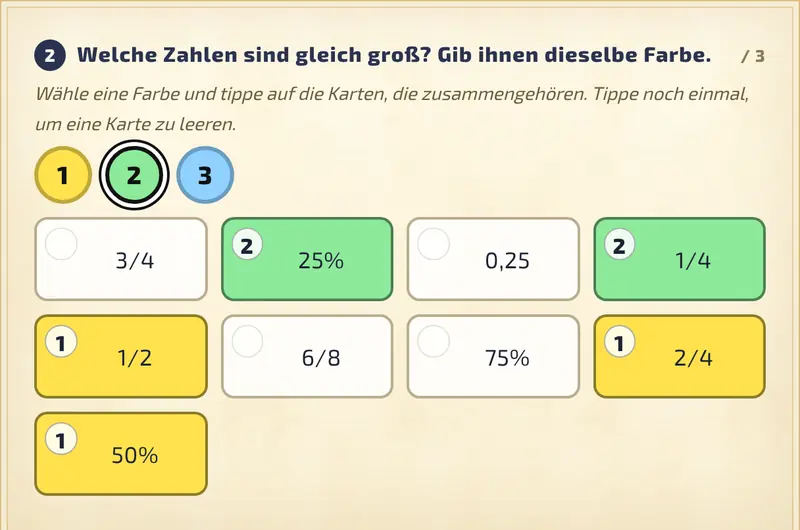 2 Welche Zahlen sind gleich groß? Gib ihnen dieselbe Farbe. / 3
Wähle eine Farbe und tippe auf die Karten, die zusammengehören. Tippe noch einmal,
um eine Karte zu leeren.
1 2 3
3/4 2 25% 0,25 2 1/4
1 1/2 6/8 75% 1 2/4
1 50%